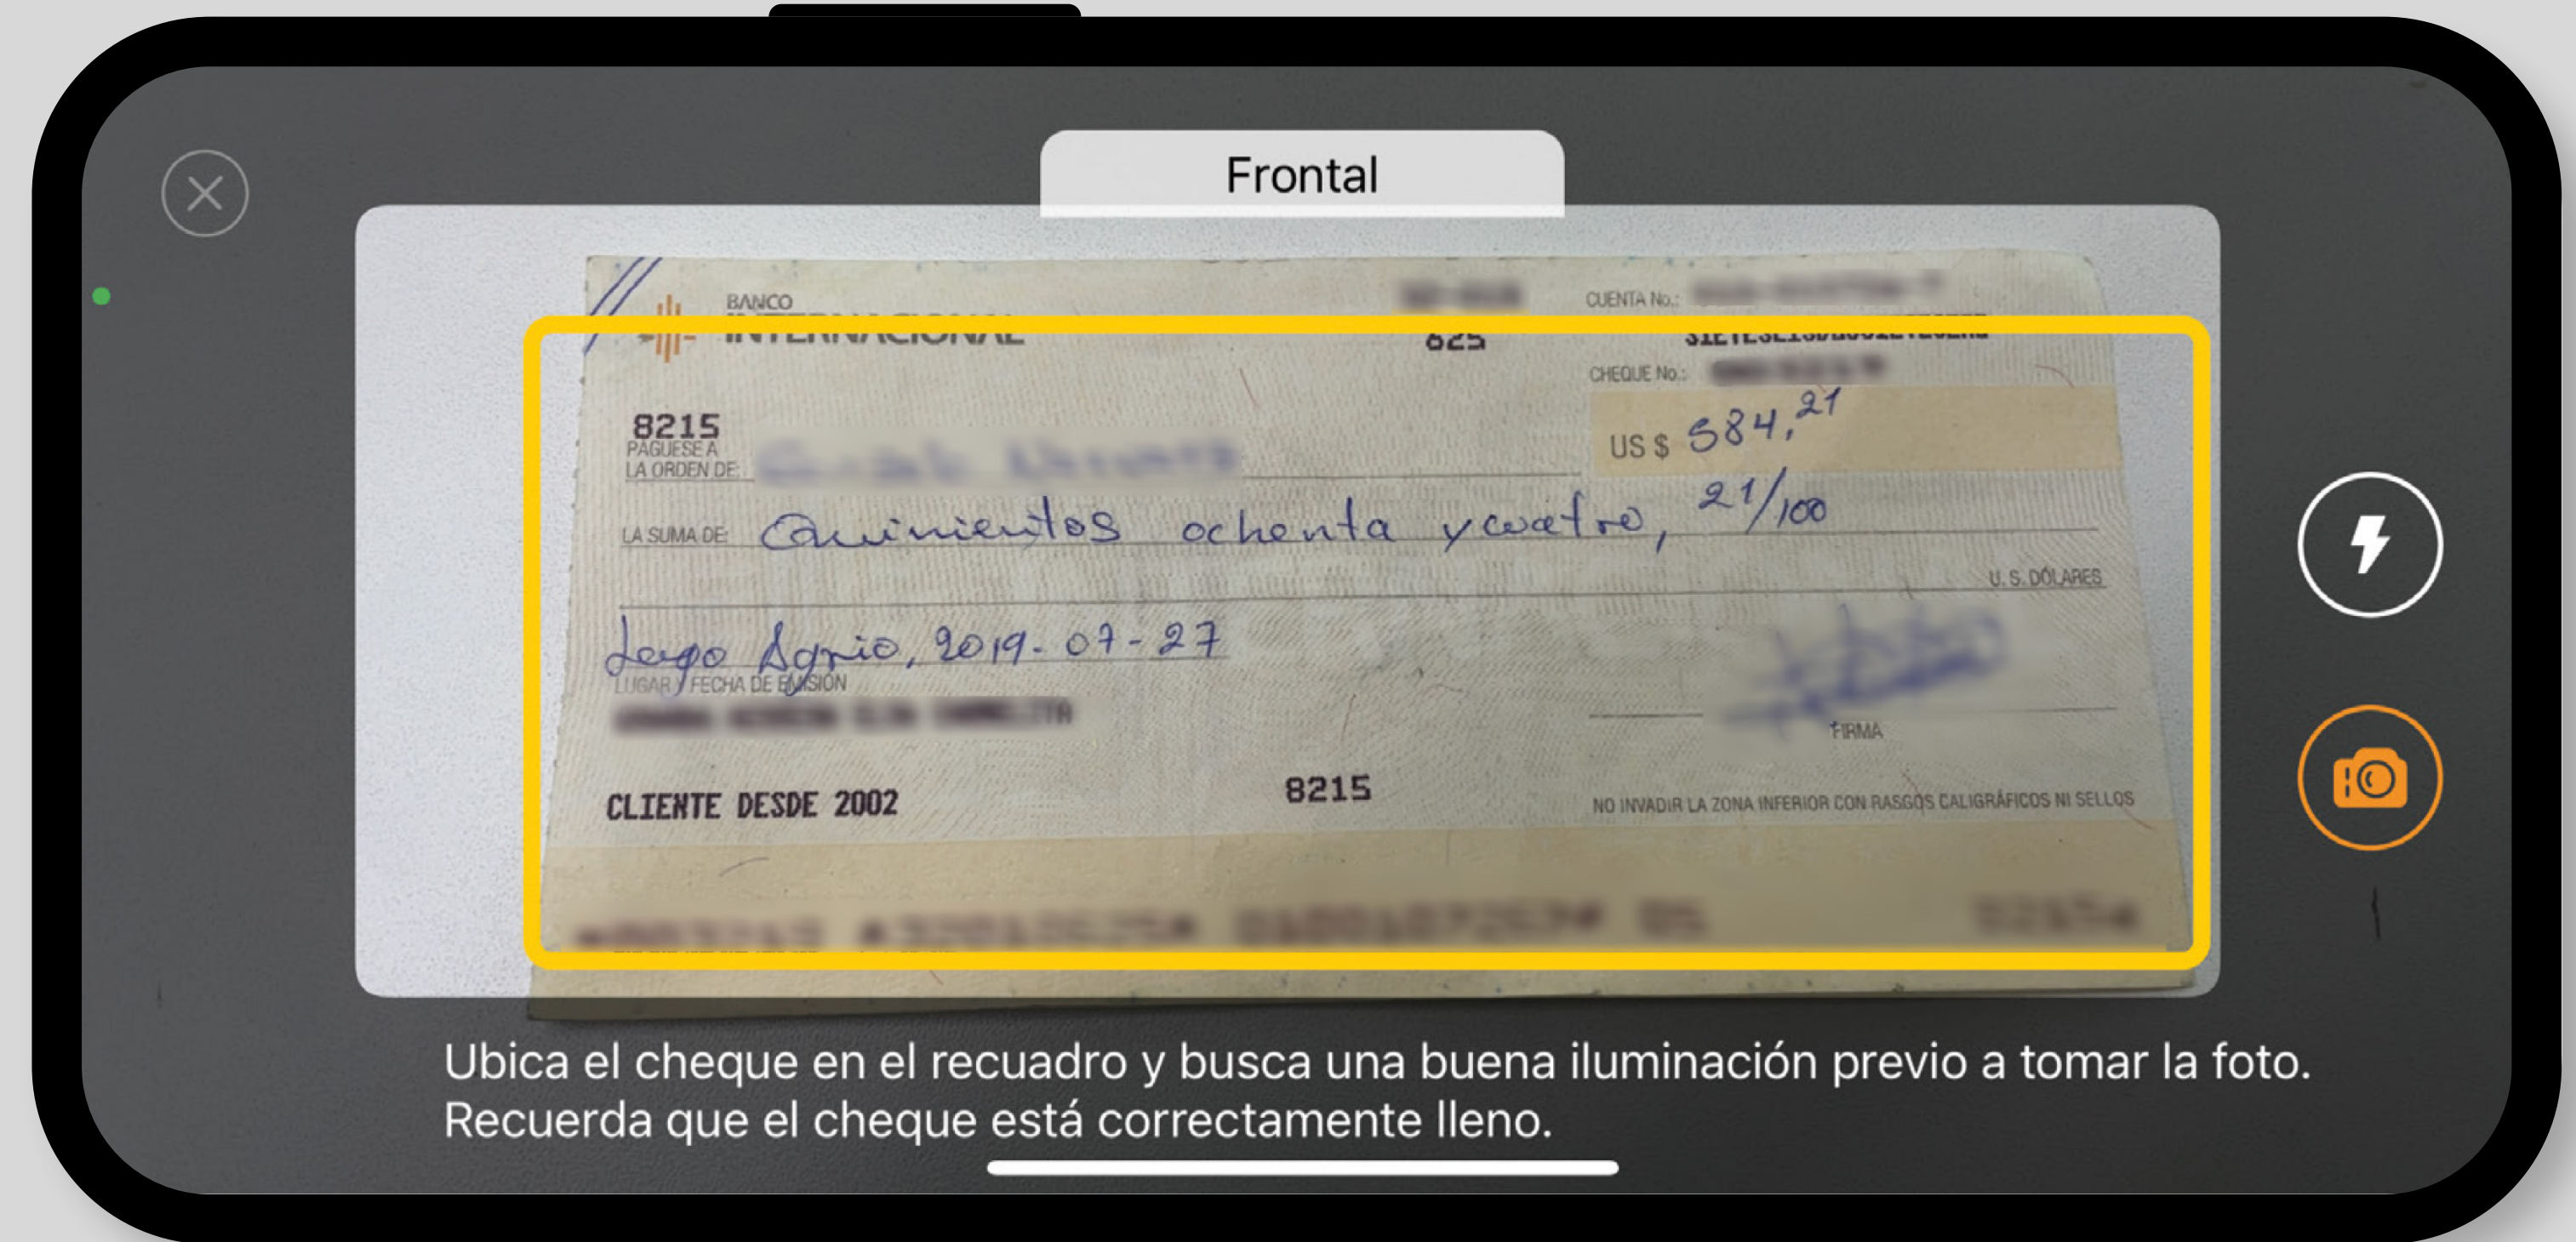 Frontal
BANCO
INTERNACIONAL
625
CUENTA No.:
CHEQUE No.:
8215
PÁGUESE A
LA ORDEN DE:
US $ 584,21
LA SUMA DE: Quinientos ochenta y cuatro, 21/100
U. S. DÓLARES
Lago Agrio, 2019-07-27
LUGAR Y FECHA DE EMISIÓN
FIRMA
CLIENTE DESDE 2002
8215
NO INVADIR LA ZONA INFERIOR CON RASGOS CALIGRÁFICOS NI SELLOS
Ubica el cheque en el recuadro y busca una buena iluminación previo a tomar la foto.
Recuerda que el cheque está correctamente lleno.